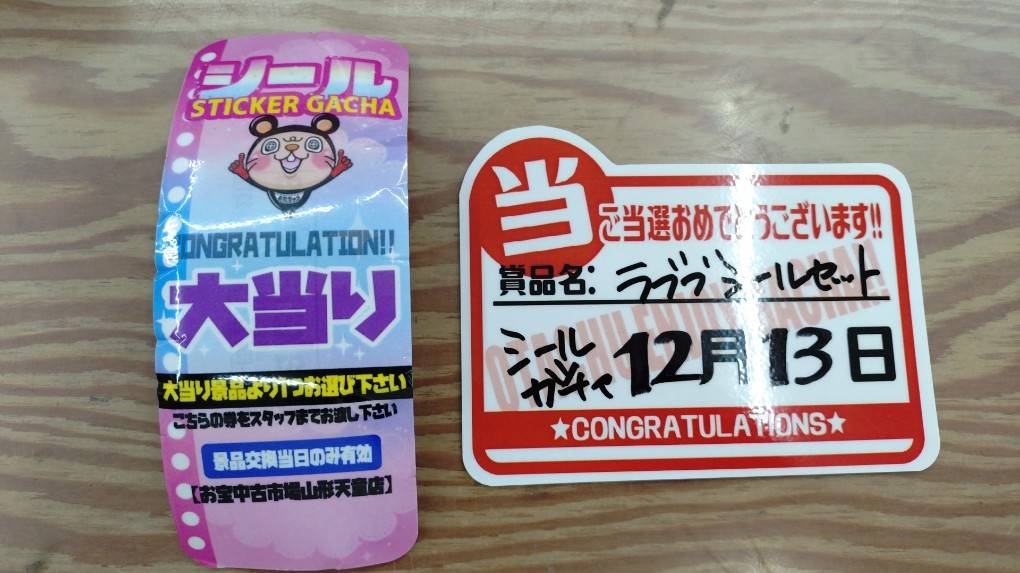 シール
STICKER GACHA
ONGRATULATION!!
大当り
大当り景品より1つお選び下さい
こちらの券をスタッフまでお渡し下さい
景品交換当日のみ有効
【お宝中古市場山形天童店】
当
ご当選おめでとうございます!!
賞品名: ラブブシールセット
シール
ガチャ
12月13日
★CONGRATULATIONS★